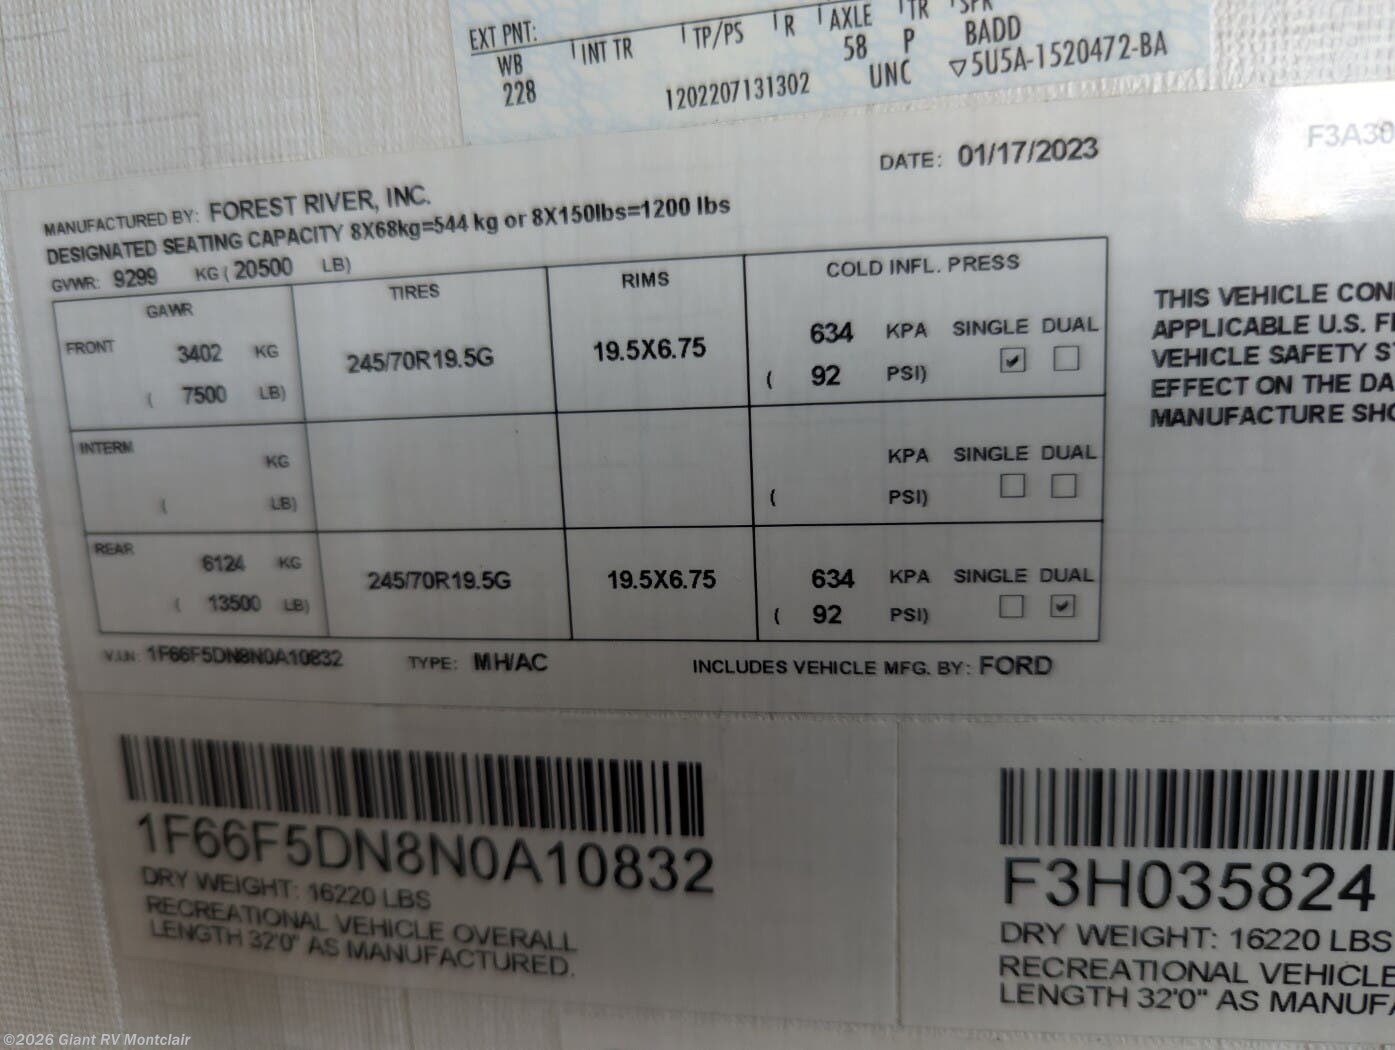 EXT PNT:
WB INT TR TP/PS R AXLE TR SPR
228 58 P BADD
1202207131302 UNC ▽5U5A-1520472-BA
DATE: 01/17/2023
F3A30
MANUFACTURED BY: FOREST RIVER, INC.
DESIGNATED SEATING CAPACITY 8X68kg=544 kg or 8X150lbs=1200 lbs
GVWR: 9299 KG ( 20500 LB)
GAWR TIRES RIMS COLD INFL. PRESS
FRONT 3402 KG 245/70R19.5G 19.5X6.75 634 KPA SINGLE DUAL
( 7500 LB) ( 92 PSI)
INTERM KG KPA SINGLE DUAL
( LB) ( PSI)
REAR 6124 KG 245/70R19.5G 19.5X6.75 634 KPA SINGLE DUAL
( 13500 LB) ( 92 PSI)
V.I.N: 1F66F5DN8N0A10832 TYPE: MH/AC INCLUDES VEHICLE MFG. BY: FORD
THIS VEHICLE CON
APPLICABLE U.S. F
VEHICLE SAFETY S
EFFECT ON THE DA
MANUFACTURE SHO
1F66F5DN8N0A10832
DRY WEIGHT: 16220 LBS
RECREATIONAL VEHICLE OVERALL
LENGTH 32'0" AS MANUFACTURED.
F3H035824
DRY WEIGHT: 16220 LBS
RECREATIONAL VEHICLE
LENGTH 32'0" AS MANUFA
©2026 Giant RV Montclair